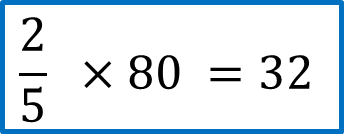 2/5 × 80 = 32